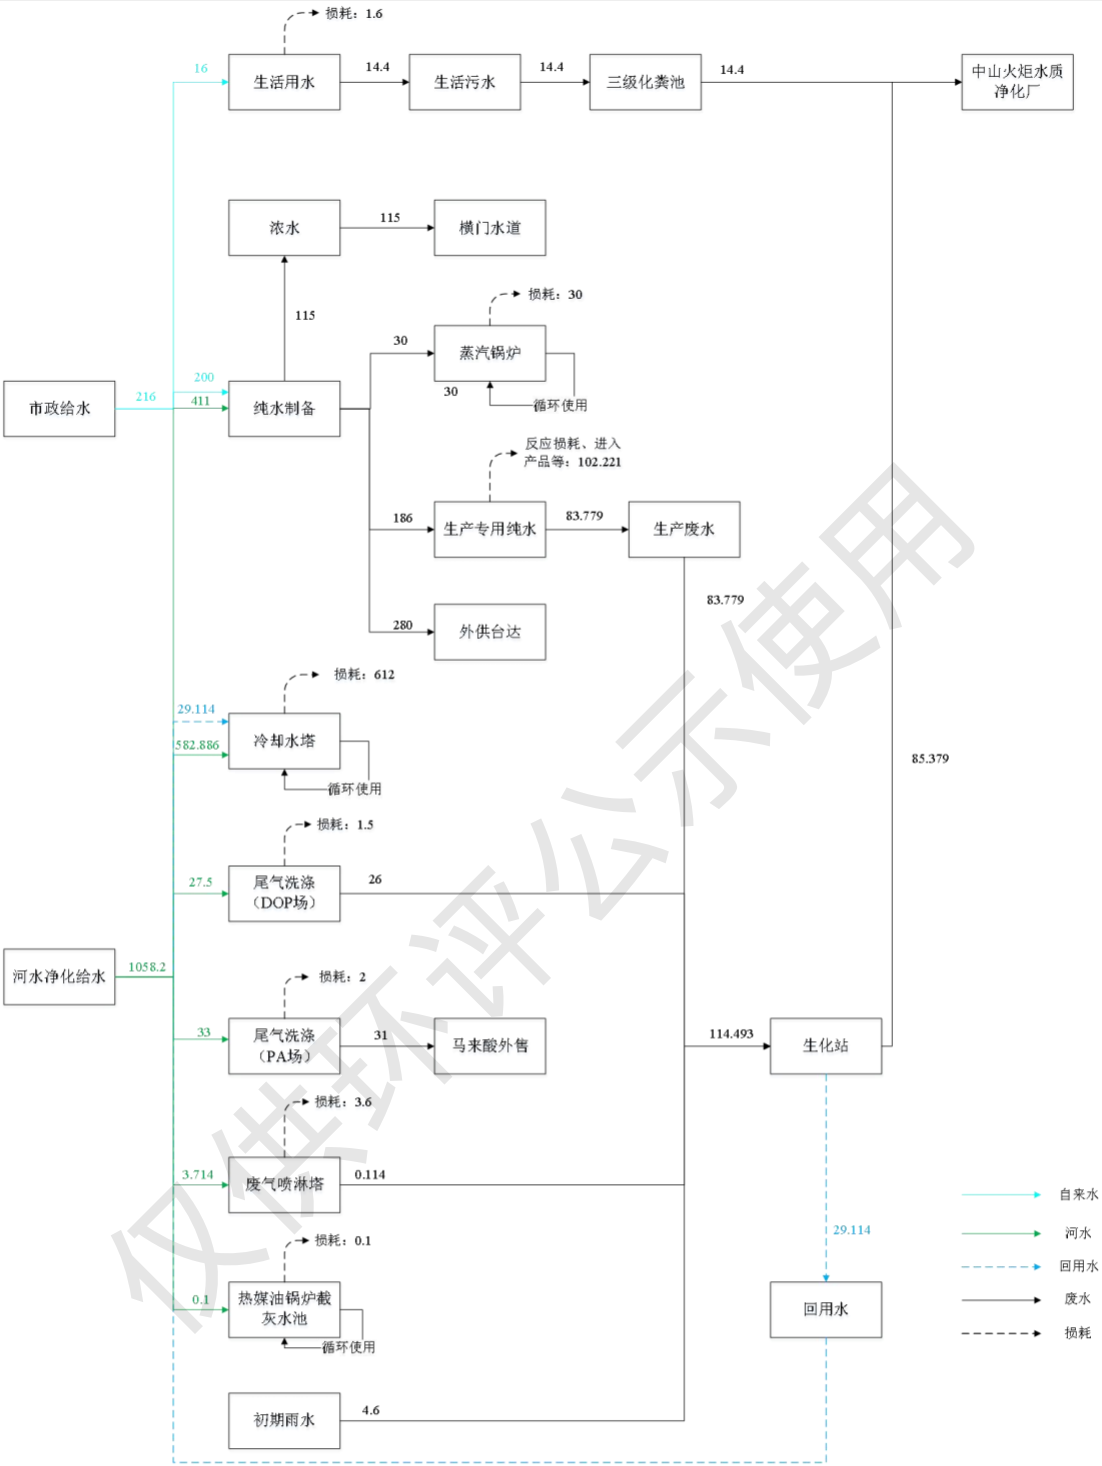 损耗：1.6
16
生活用水
14.4
生活污水
14.4
三级化粪池
14.4
中山火炬水质
净化厂
浓水
115
横门水道
115
损耗：30
30
蒸汽锅炉
30
循环使用
市政给水
216
200
411
纯水制备
反应损耗、进入
产品等：102.221
186
生产专用纯水
83.779
生产废水
83.779
280
外供台达
损耗：612
29.114
582.886
冷却水塔
循环使用
85.379
损耗：1.5
27.5
尾气洗涤
（DOP场）
26
河水净化给水
1058.2
损耗：2
33
尾气洗涤
（PA场）
31
马来酸外售
114.493
生化站
损耗：3.6
3.714
废气喷淋塔
0.114
损耗：0.1
0.1
热媒油锅炉截
灰水池
循环使用
29.114
回用水
初期雨水
4.6
自来水
河水
回用水
废水
损耗
仅供环评公示使用